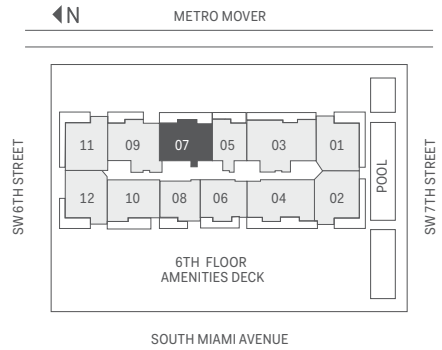 N
METRO MOVER
SW 6TH STREET
11
09
07
05
03
01
12
10
08
06
04
02
POOL
SW 7TH STREET
6TH FLOOR
AMENITIES DECK
SOUTH MIAMI AVENUE